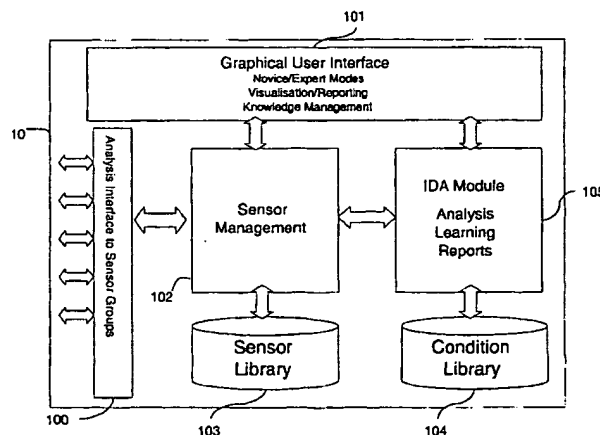 101
Graphical User Interface
Novice/Expert Modes
Visualisation/Reporting
Knowledge Management
10
Analysis Interface to Sensor Groups
Sensor
Management
IDA Module
Analysis
Learning
Reports
105
102
Sensor
Library
Condition
Library
100
103
104